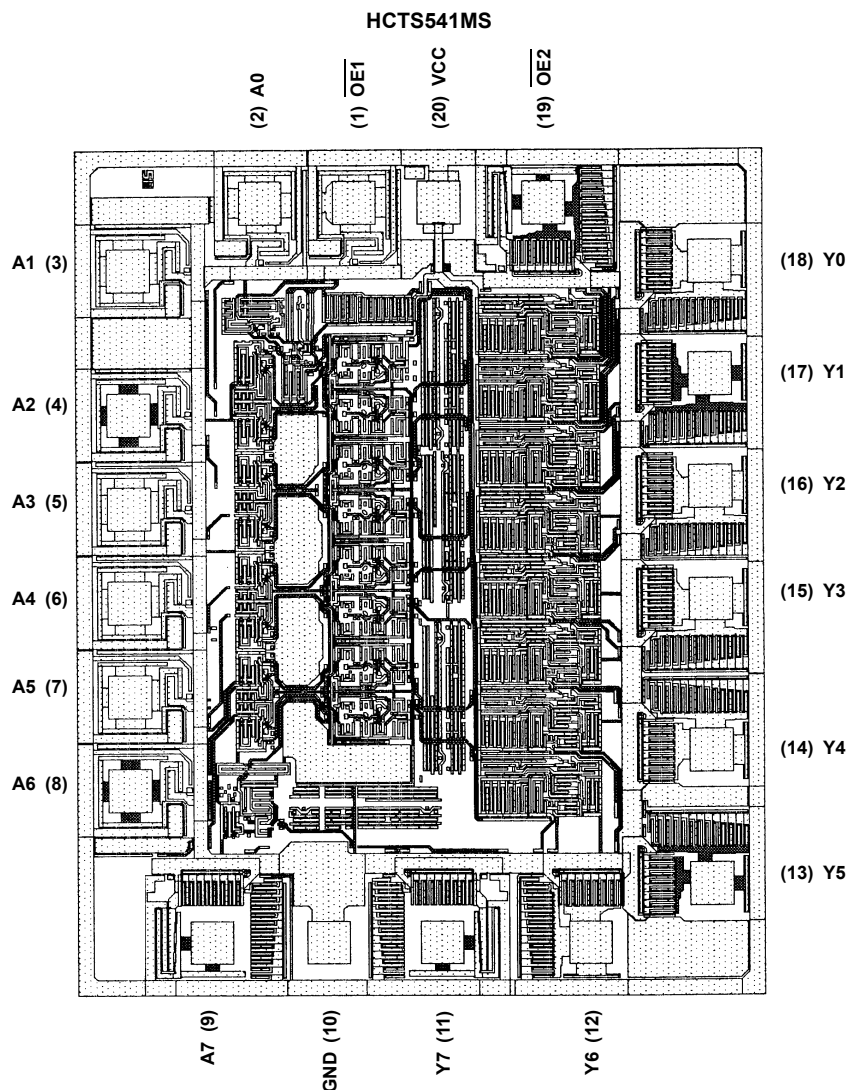 HCTS541MS
(2) A0
(1) OE1
(20) VCC
(19) OE2
A1 (3)
A2 (4)
A3 (5)
A4 (6)
A5 (7)
A6 (8)
(18) Y0
(17) Y1
(16) Y2
(15) Y3
(14) Y4
(13) Y5
A7 (9)
GND (10)
Y7 (11)
Y6 (12)